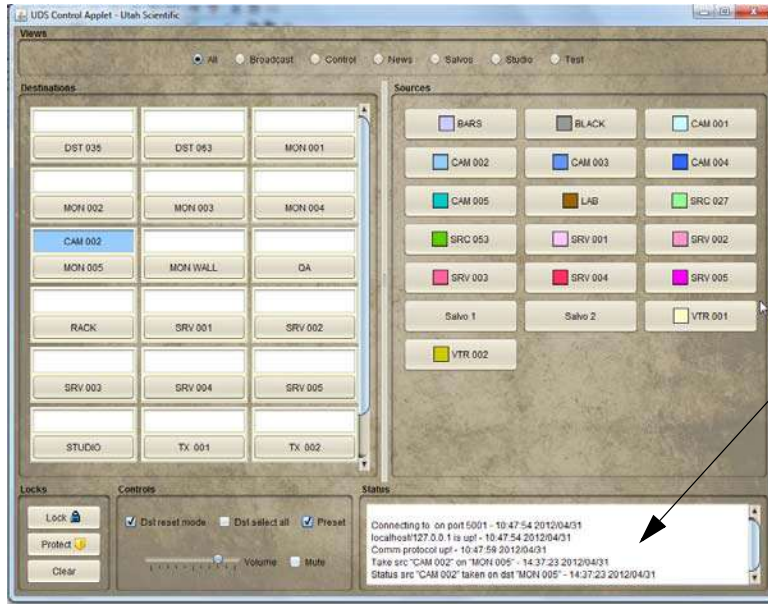 UDS Control Applet - Utah Scientific
Views
All Broadcast Control News Salvos Studio Test
Destinations
DST 036 DST 063 MON 001
MON 002 MON 003 MON 004
CAM 002
MON 005 MON WALL QA
RACK SRV 001 SRV 002
SRV 003 SRV 004 SRV 005
STUDIO TX 001 TX 002
Sources
BARS BLACK CAM 001
CAM 002 CAM 003 CAM 004
CAM 005 LAB SRC 027
SRC 053 SRV 001 SRV 002
SRV 003 SRV 004 SRV 005
Salvo 1 Salvo 2 VTR 001
VTR 002
Locks
Lock
Protect
Clear
Controls
Dst reset mode Dst select all Preset
Volume Mute
Status
Connecting to on port 5001 - 10:47:54 2012/04/31
localhost/127.0.0.1 is up! - 10:47:54 2012/04/31
Comm protocol up! - 10:47:59 2012/04/31
Take src "CAM 002" on "MON 005" - 14:37:23 2012/04/31
Status src "CAM 002" taken on dst "MON 005" - 14:37:23 2012/04/31